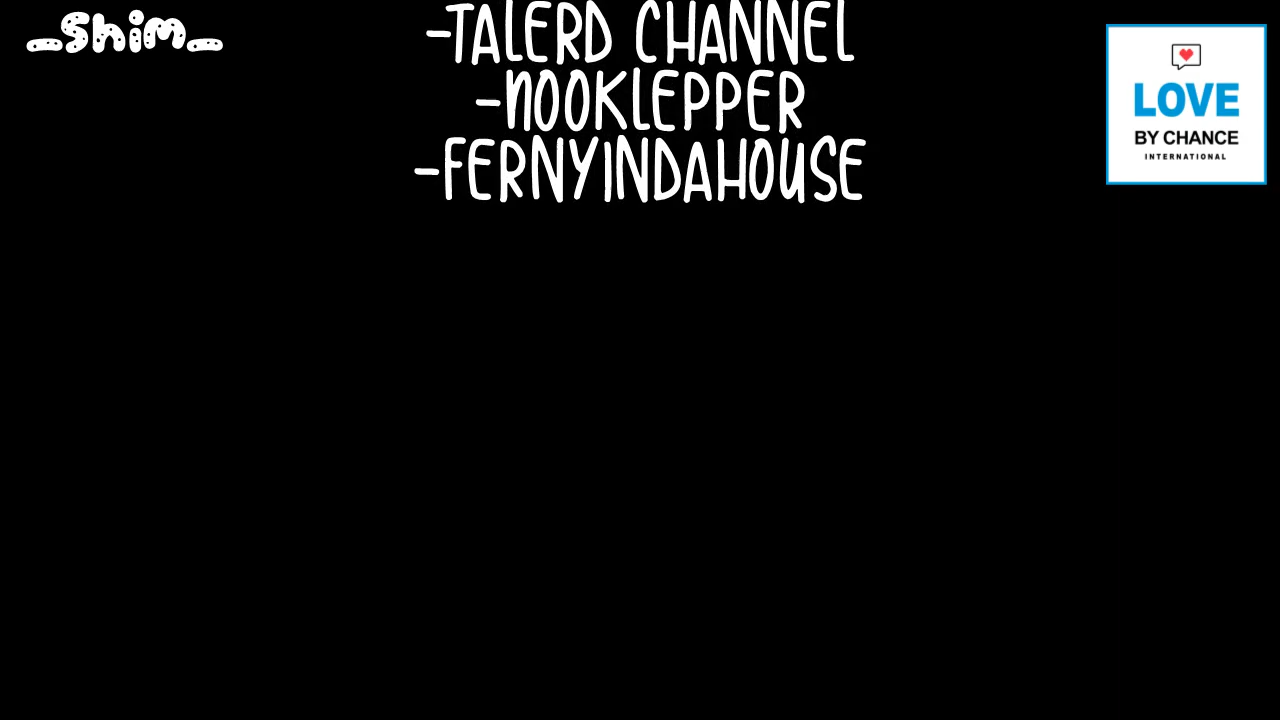 _Shim_
-TALERD CHANNEL
-NOOKLEPPER
-FERNYINDAHOUSE
LOVE
BY CHANCE
INTERNATIONAL